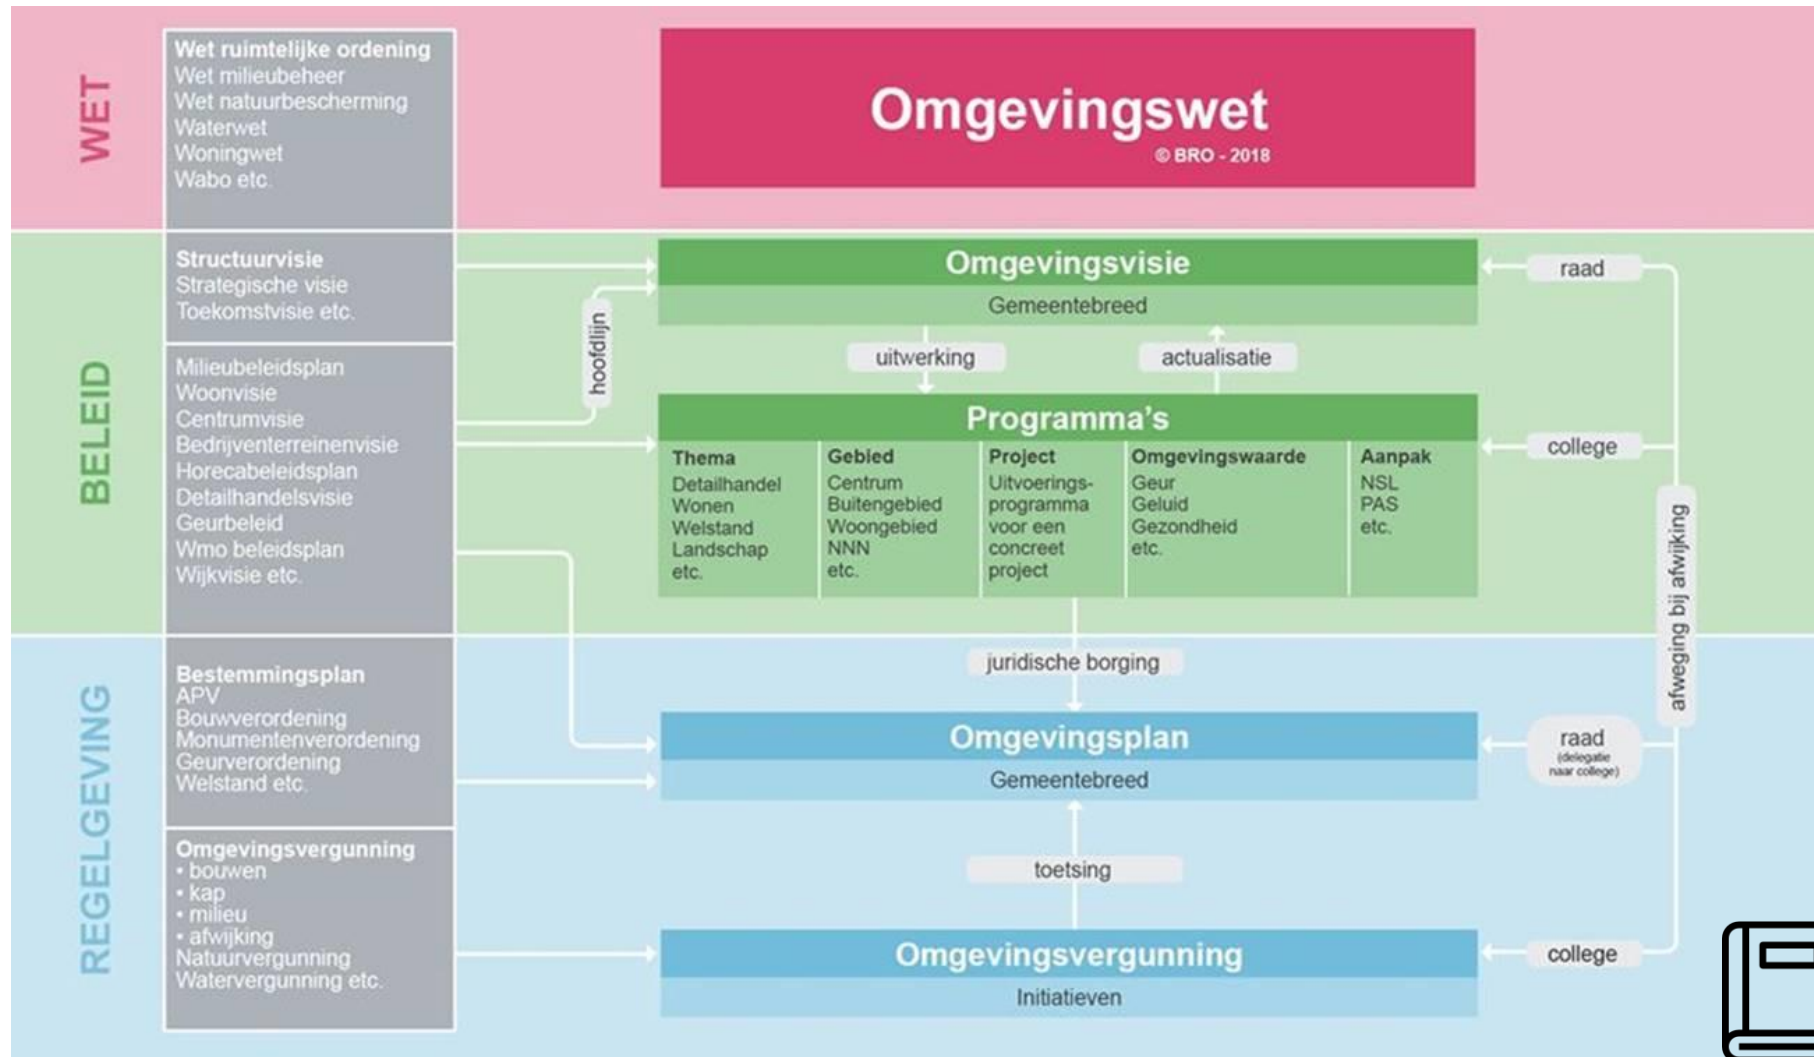 WET
Wet ruimtelijke ordening
Wet milieubeheer
Wet natuurbescherming
Waterwet
Woningwet
Wabo etc.
Omgevingswet
© BRO - 2018
BELEID
Structuurvisie
Strategische visie
Toekomstvisie etc.
Milieubeleidsplan
Woonvisie
Centrumvisie
Bedrijventerreinenvisie
Horecabeleidsplan
Detailhandelsvisie
Geurbeleid
Wmo beleidsplan
Wijkvisie etc.
hoofdlijn
Omgevingsvisie
Gemeentebreed
uitwerking
actualisatie
Programma's
Thema
Detailhandel
Wonen
Welstand
Landschap
etc.
Gebied
Centrum
Buitengebied
Woongebied
NNN
etc.
Project
Uitvoerings-
programma
voor een
concreet
project
Omgevingswaarde
Geur
Geluid
Gezondheid
etc.
Aanpak
NSL
PAS
etc.
raad
college
afweging bij afwijking
REGELGEVING
Bestemmingsplan
APV
Bouwverordening
Monumentenverordening
Geurverordening
Welstand etc.
Omgevingsvergunning
• bouwen
• kap
• milieu
• afwijking
Natuurvergunning
Watervergunning etc.
juridische borging
Omgevingsplan
Gemeentebreed
raad
(delegatie
naar college)
toetsing
Omgevingsvergunning
Initiatieven
college